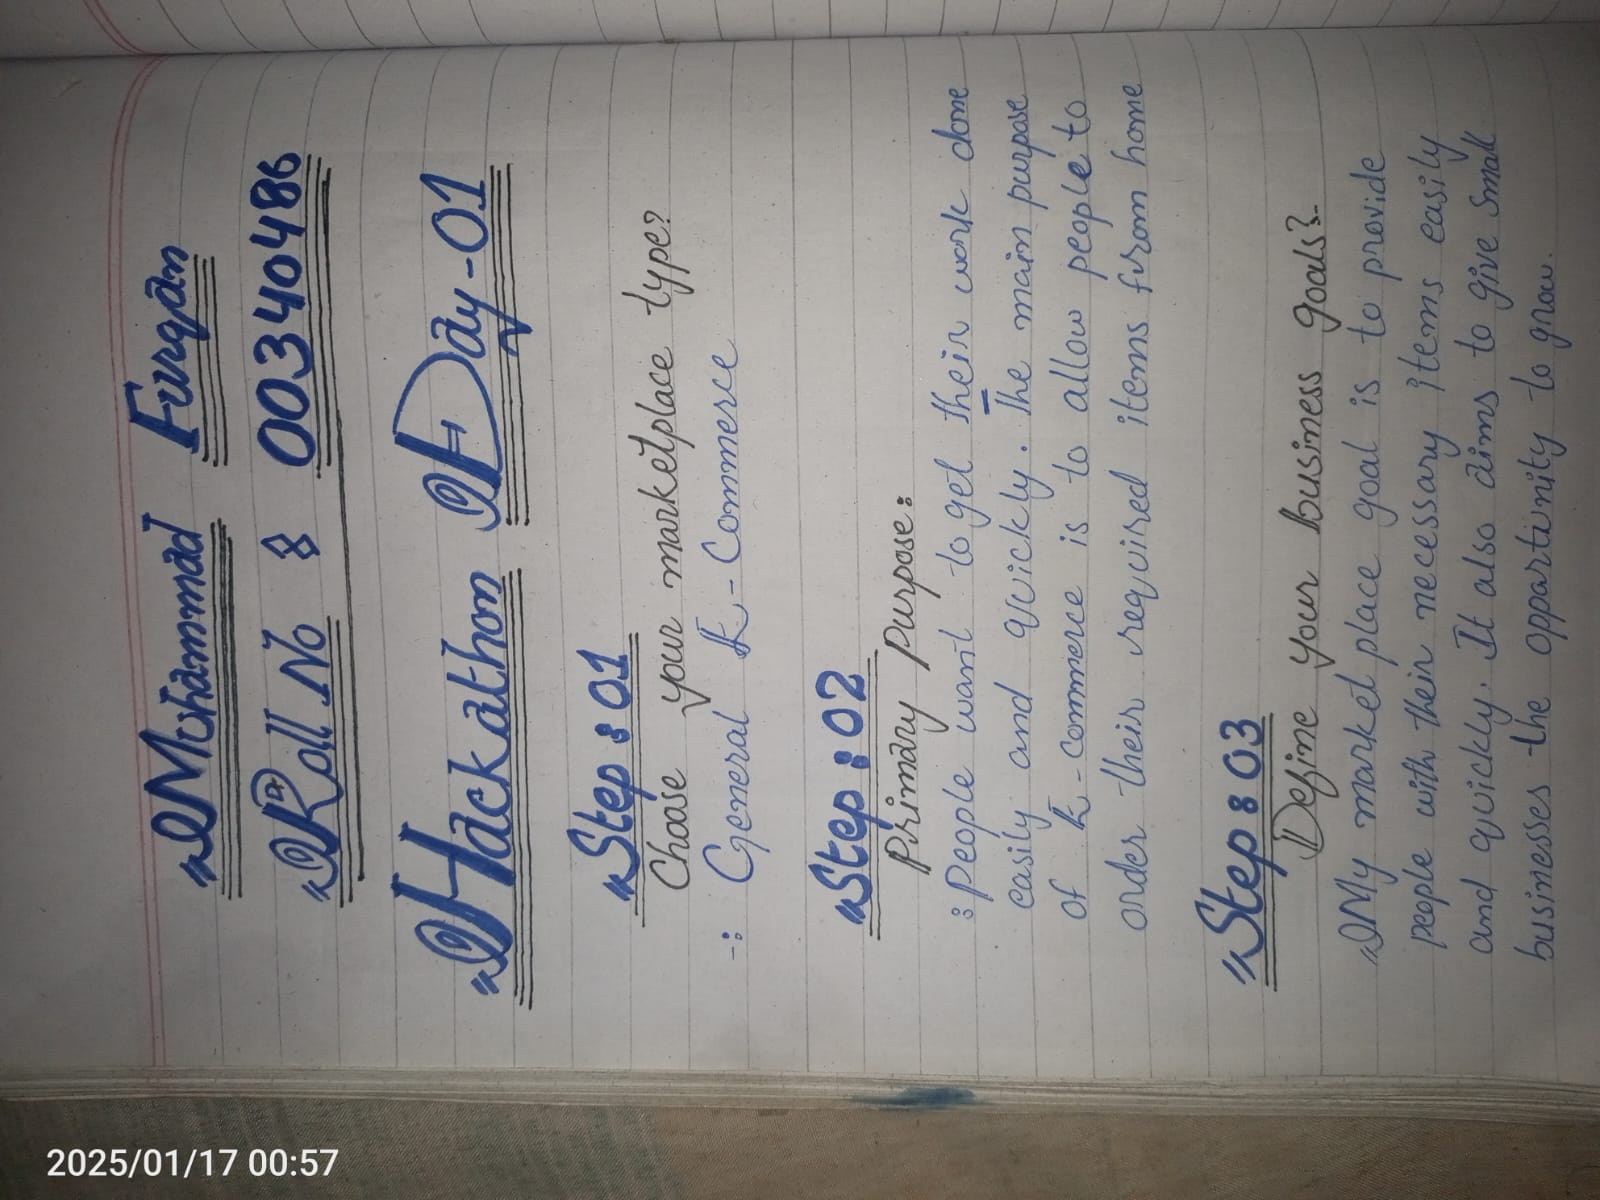 "Muhammad Furqan
"Roll No : 00340486
"Hackathon Day-01
"Step : 01
Choose your marketplace type?
-: General E-Commerce
"Step : 02
Primary Purpose:
: People want to get their work done
easily and quickly. The main purpose
of E-commerce is to allow people to
order their required items from home
"Step : 03
Define your business goals?
"My market place goal is to provide
people with their necessary items easily
and quickly. It also aims to give small
businesses the oppartunity to grow.
2025/01/17 00:57